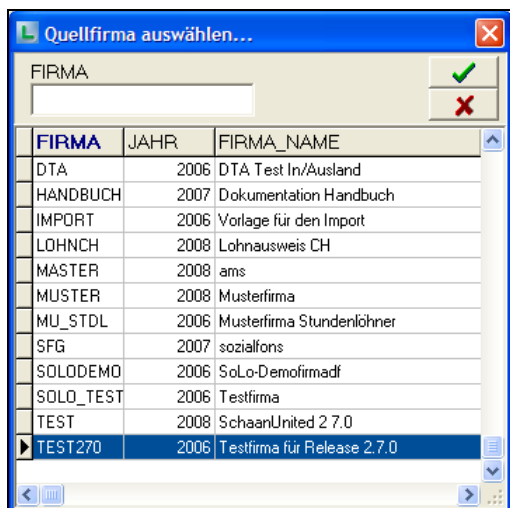 L Quellfirma auswählen...
FIRMA
FIRMA JAHR FIRMA_NAME
DTA 2006 DTA Test In/Ausland
HANDBUCH 2007 Dokumentation Handbuch
IMPORT 2006 Vorlage für den Import
LOHNCH 2008 Lohnausweis CH
MASTER 2008 ams
MUSTER 2008 Musterfirma
MU_STDL 2006 Musterfirma Stundenlöhner
SFG 2007 sozialfons
SOLODEMO 2006 SoLo-Demofirmadf
SOLO_TEST 2006 Testfirma
TEST 2008 SchaanUnited 2 7.0
TEST270 2006 Testfirma für Release 2.7.0